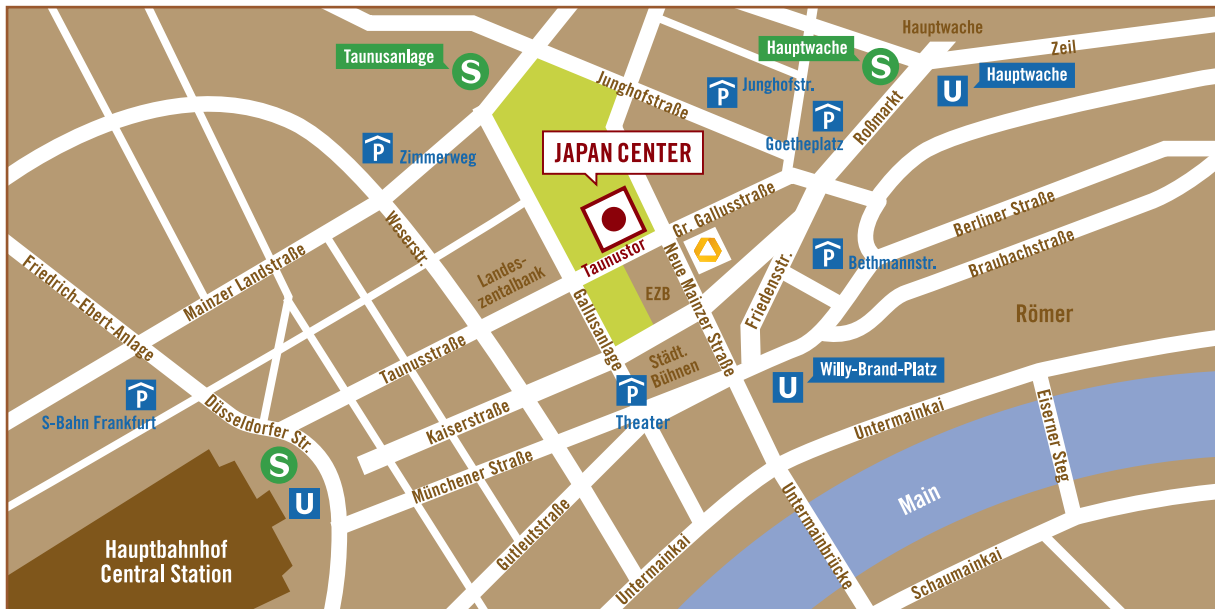 Hauptwache
Zeil
Taunusanlage
S
Hauptwache
S
U
Hauptwache
Junghofstraße
P
Junghofstr.
P
Goetheplatz
Roßmarkt
P
Zimmerweg
JAPAN CENTER
Taunustor
Gr. Gallusstraße
Weserstr.
Landes-
zentalbank
Berliner Straße
Braubachstraße
P
Bethmannstr.
Friedensstr.
Neue Mainzer Straße
EZB
Gallusanlage
Mainzer Landstraße
Friedrich-Ebert-Anlage
Römer
Taunusstraße
Städt.
Bühnen
U
Willy-Brand-Platz
P
Theater
P
S-Bahn Frankfurt
Düsseldorfer Str.
Kaiserstraße
Untermainkai
Eiserner Steg
S
U
Münchener Straße
Main
Gutleutstraße
Untermainkai
Untermainbrücke
Schaumainkai
Hauptbahnhof
Central Station